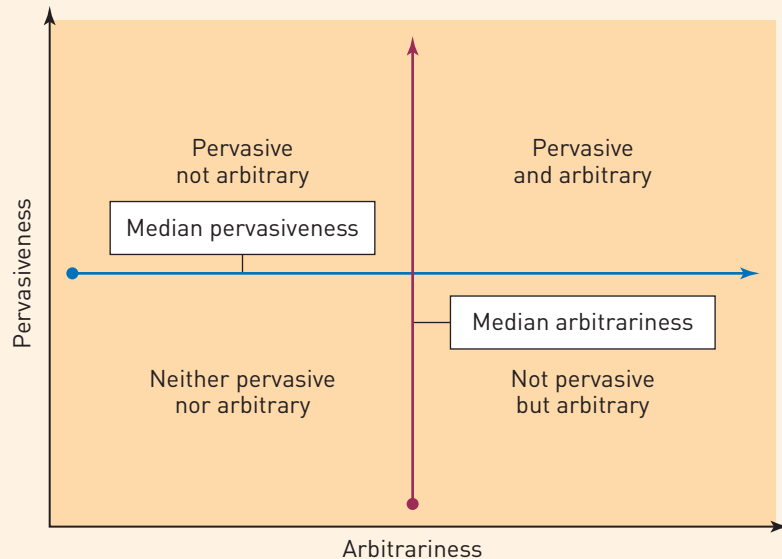 Pervasive
not arbitrary
Pervasive
and arbitrary
Median pervasiveness
Pervasiveness
Median arbitrariness
Neither pervasive
nor arbitrary
Not pervasive
but arbitrary
Arbitrariness